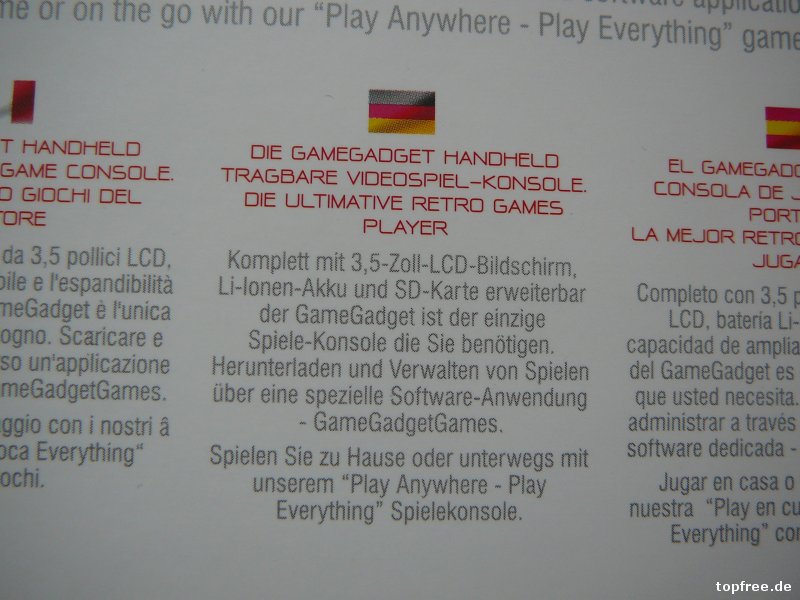 me or on the go with our “Play Anywhere - Play Everything” game
software application
T HANDHELD
GAME CONSOLE.
O GIOCHI DEL
TORE
da 3,5 pollici LCD,
bile e l'espandibilità
meGadget è l'unica
ogno. Scaricare e
so un'applicazione
ameGadgetGames.
aggio con i nostri â
oca Everything“
ochi.
DIE GAMEGADGET HANDHELD
TRAGBARE VIDEOSPIEL-KONSOLE.
DIE ULTIMATIVE RETRO GAMES
PLAYER
Komplett mit 3,5-Zoll-LCD-Bildschirm,
Li-Ionen-Akku und SD-Karte erweiterbar
der GameGadget ist der einzige
Spiele-Konsole die Sie benötigen.
Herunterladen und Verwalten von Spielen
über eine spezielle Software-Anwendung
- GameGadgetGames.
Spielen Sie zu Hause oder unterwegs mit
unserem “Play Anywhere - Play
Everything” Spielekonsole.
EL GAMEGADG
CONSOLA DE J
PORT
LA MEJOR RETRO
JUGA
Completo con 3,5 p
LCD, batería Li-
capacidad de amplia
del GameGadget es
que usted necesita.
administrar a través
software dedicada -
Jugar en casa o
nuestra “Play en cu
Everything” con
topfree.de